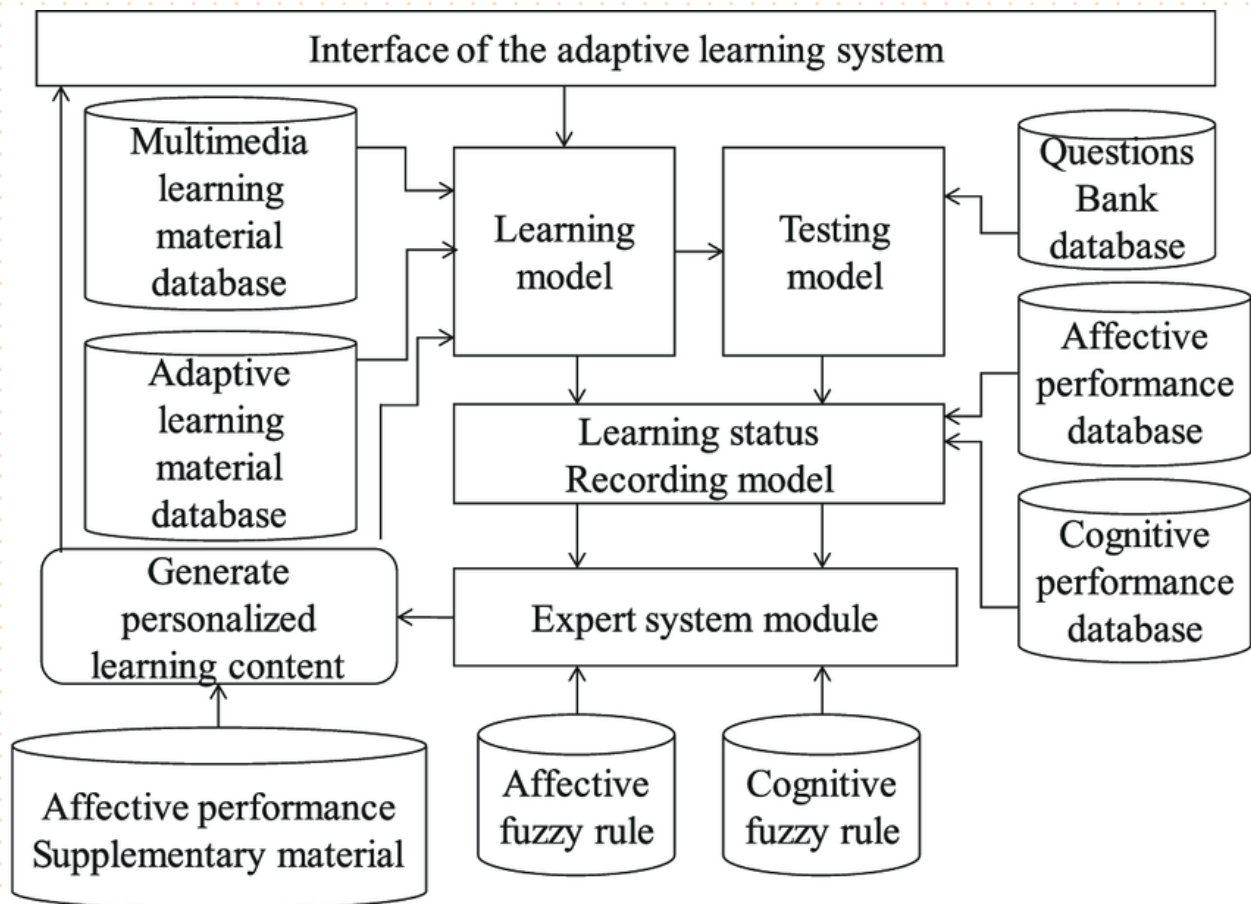 Interface of the adaptive learning system
Multimedia
learning
material
database
Learning
model
Testing
model
Questions
Bank
database
Adaptive
learning
material
database
Affective
performance
database
Learning status
Recording model
Cognitive
performance
database
Generate
personalized
learning content
Expert system module
Affective performance
Supplementary material
Affective
fuzzy rule
Cognitive
fuzzy rule